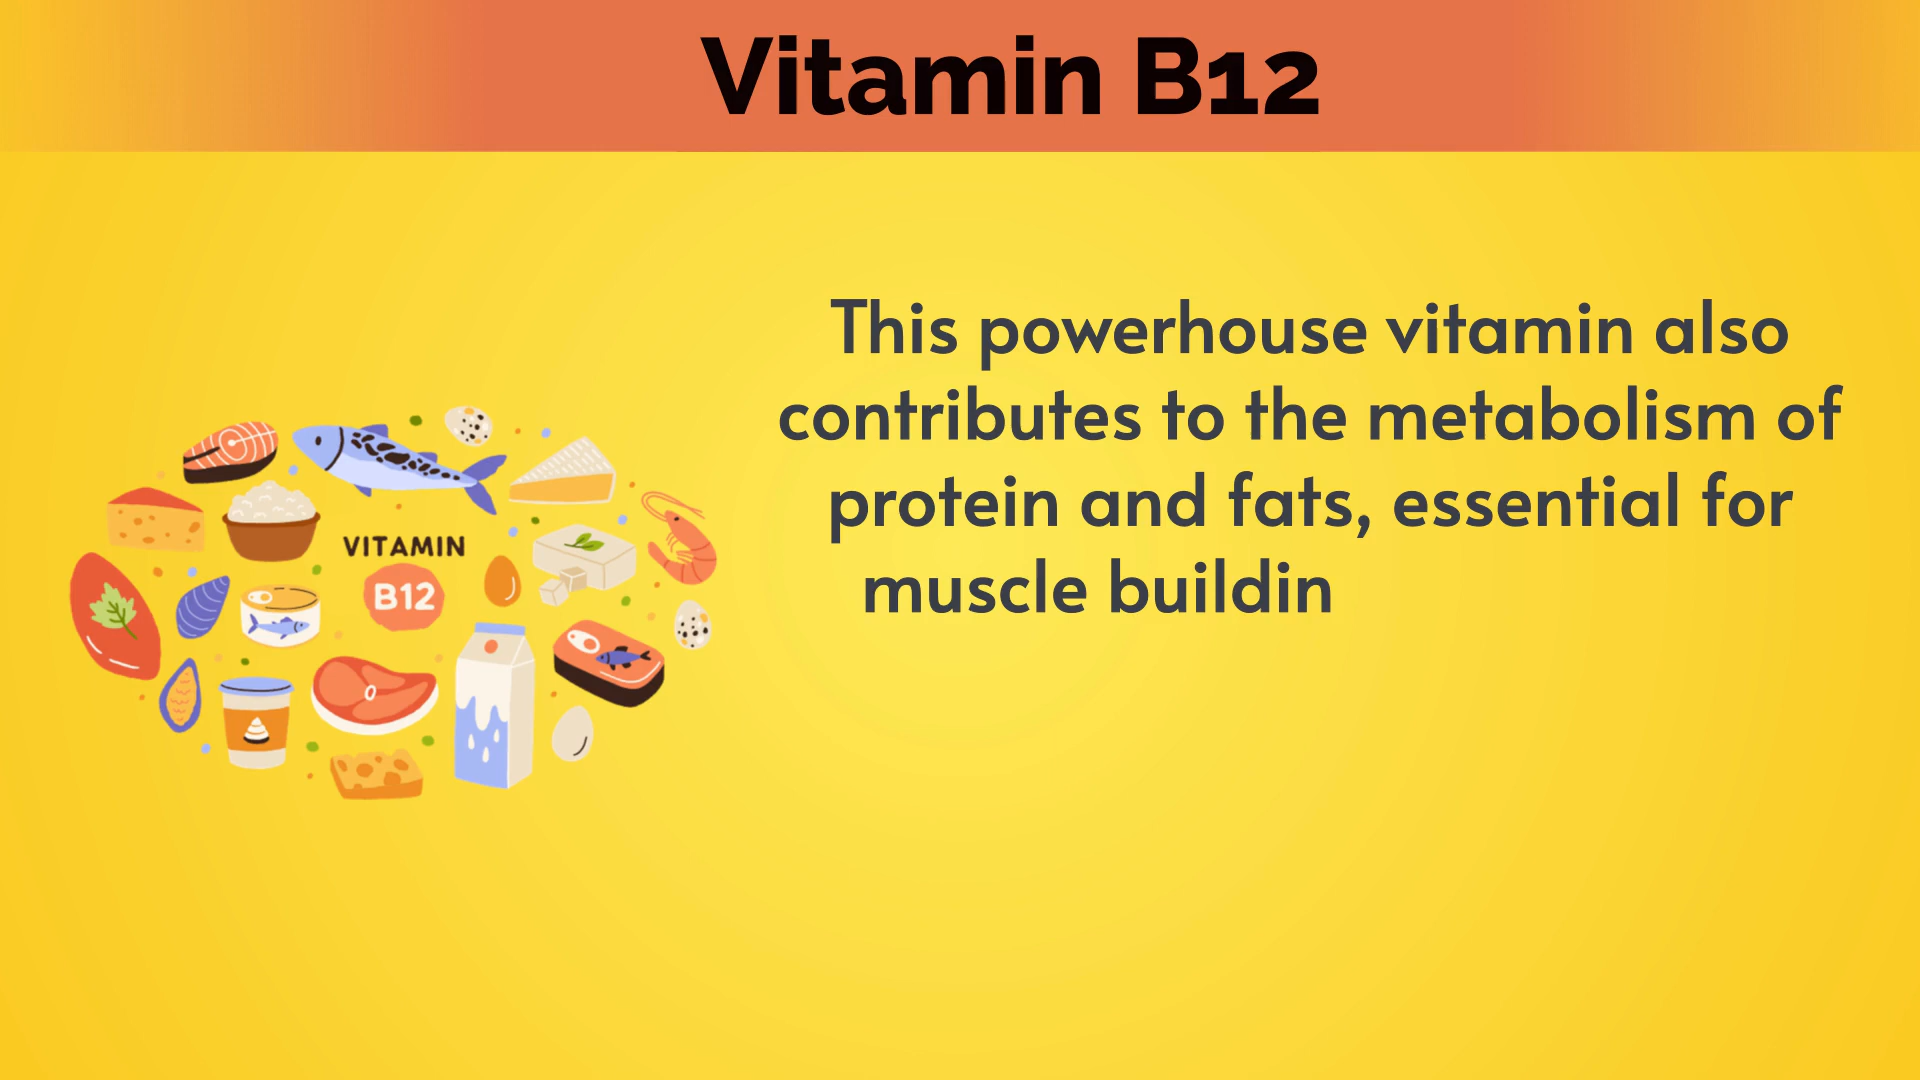 Vitamin B12
This powerhouse vitamin also
contributes to the metabolism of
protein and fats, essential for
muscle buildin
VITAMIN
B12